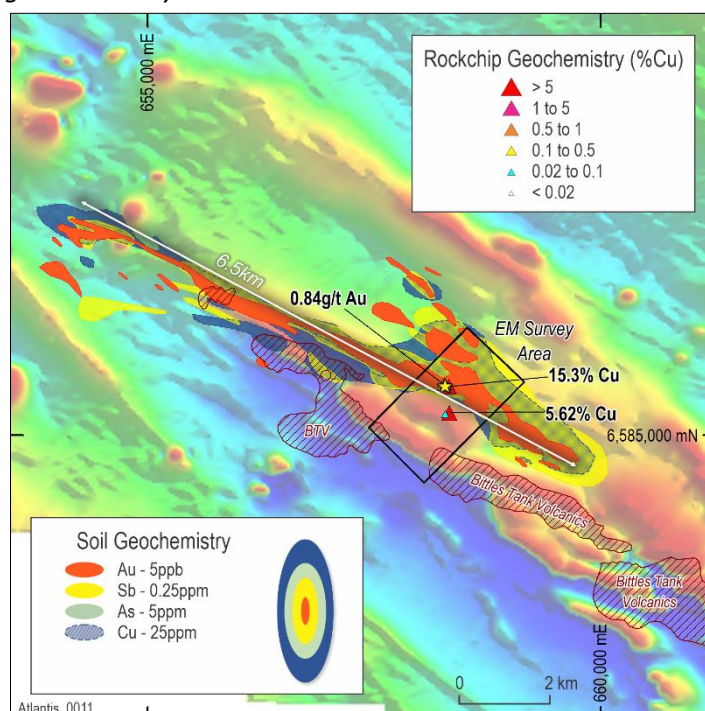 655,000 mE
Rockchip Geochemistry (%Cu)
> 5
1 to 5
0.5 to 1
0.1 to 0.5
0.02 to 0.1
< 0.02
6.5km
0.84g/t Au
EM Survey
Area
15.3% Cu
5.62% Cu
6,585,000 mN
BTV
Bittles Tank Volcanics
Bittles Tank
Volcanics
Soil Geochemistry
Au - 5ppb
Sb - 0.25ppm
As - 5ppm
Cu - 25ppm
0 2 km
660,000 mE
Atlantis_0011